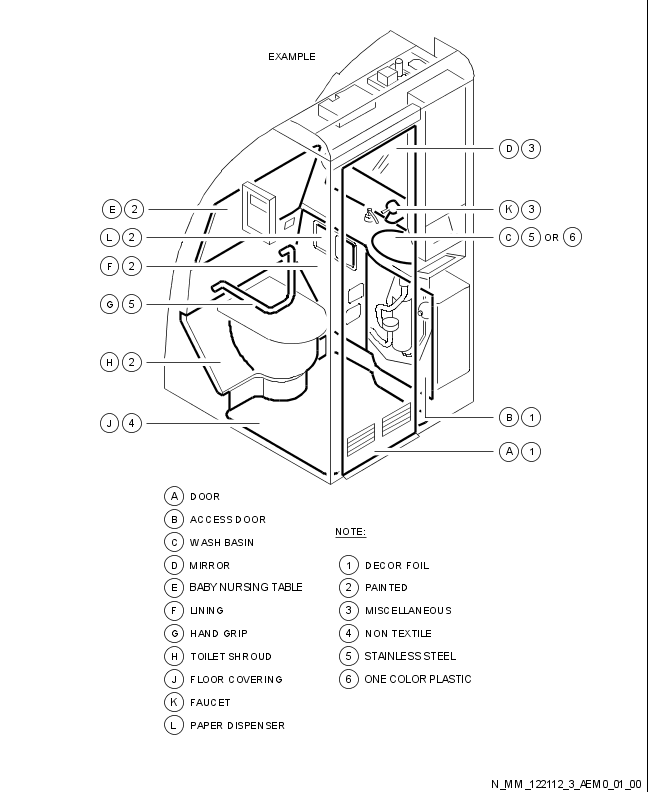 EXAMPLE
D 3
E 2
K 3
L 2
C 5 OR 6
F 2
G 5
H 2
B 1
J 4
A 1
A DOOR
B ACCESS DOOR
C WASH BASIN
D MIRROR
E BABY NURSING TABLE
F LINING
G HAND GRIP
H TOILET SHROUD
J FLOOR COVERING
K FAUCET
L PAPER DISPENSER
NOTE:
1 DECOR FOIL
2 PAINTED
3 MISCELLANEOUS
4 NON TEXTILE
5 STAINLESS STEEL
6 ONE COLOR PLASTIC
N_MM_122112_3_AEM0_01_00